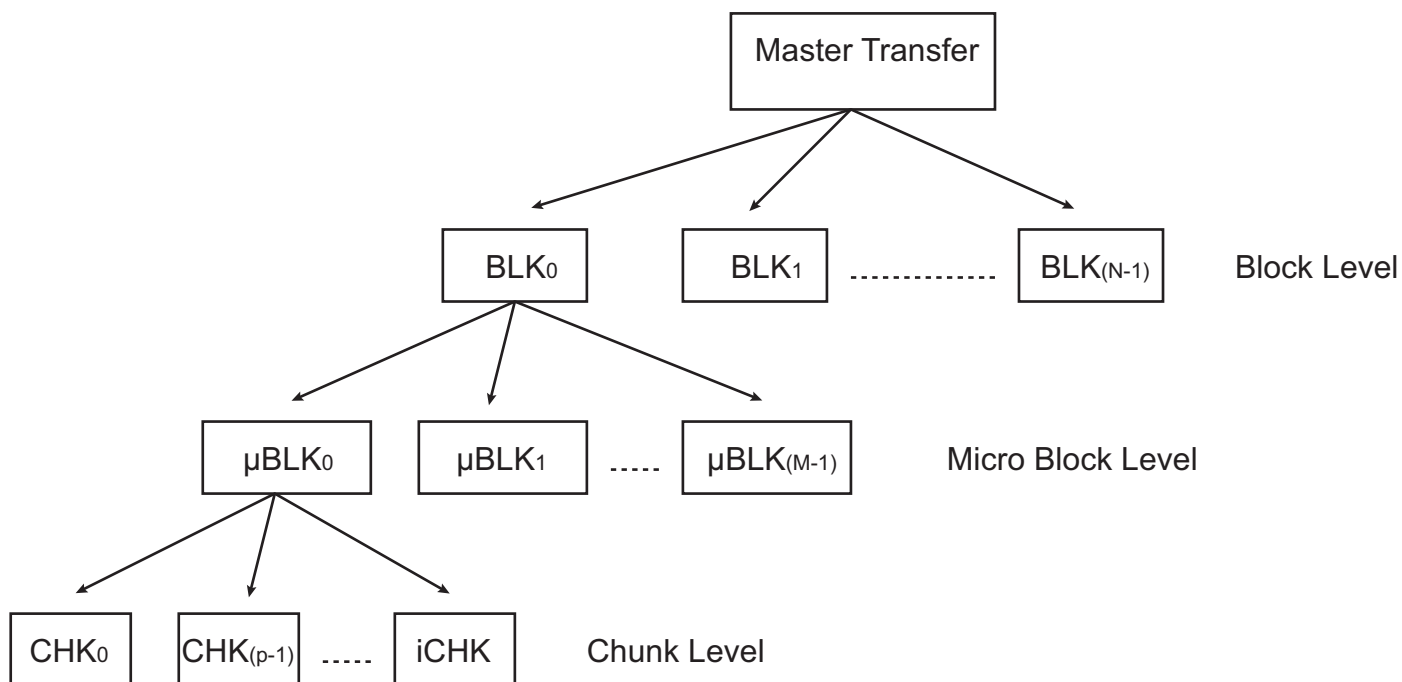 Master Transfer
BLK0 BLK1 BLK(N-1) Block Level
µBLK0 µBLK1 µBLK(M-1) Micro Block Level
CHK0 CHK(p-1) iCHK Chunk Level